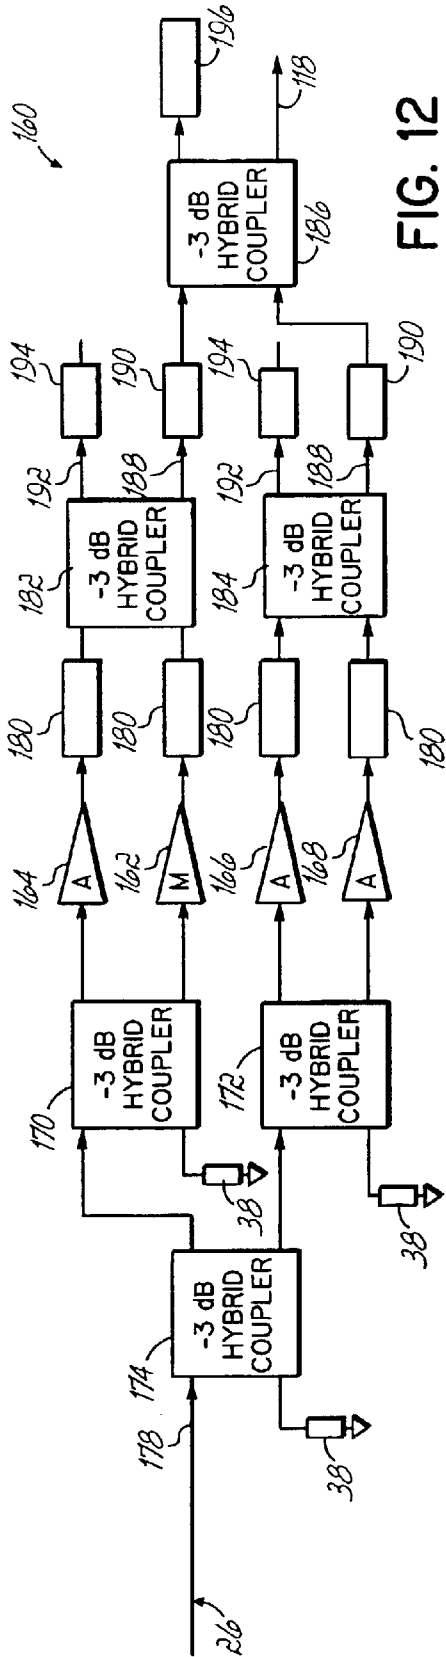 160
196
118
-3 dB
HYBRID
COUPLER
186
194
190
194
190
192
188
192
188
182
-3 dB
HYBRID
COUPLER
184
-3 dB
HYBRID
COUPLER
180
180
180
180
164
A
162
M
166
A
168
A
170
-3 dB
HYBRID
COUPLER
172
-3 dB
HYBRID
COUPLER
38
38
174
-3 dB
HYBRID
COUPLER
178
38
26
FIG. 12